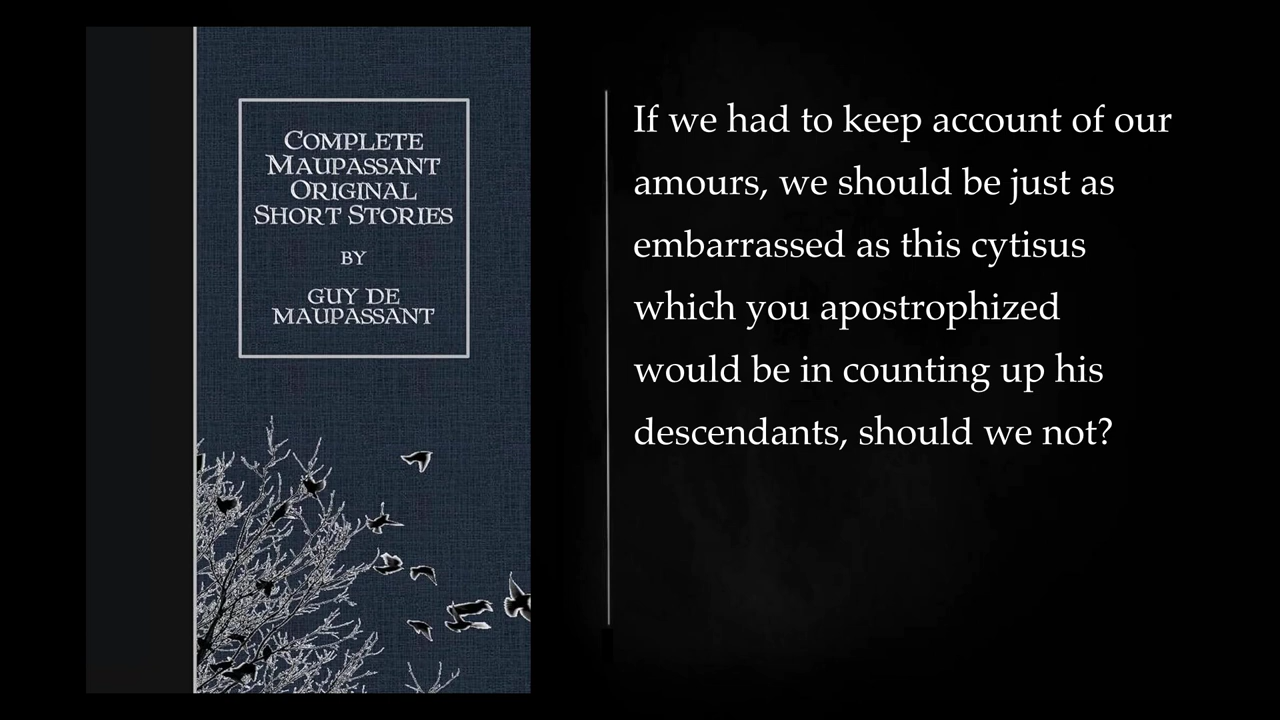 COMPLETE
MAUPASSANT
ORIGINAL
SHORT STORIES
BY
GUY DE
MAUPASSANT
If we had to keep account of our
amours, we should be just as
embarrassed as this cytisus
which you apostrophized
would be in counting up his
descendants, should we not?